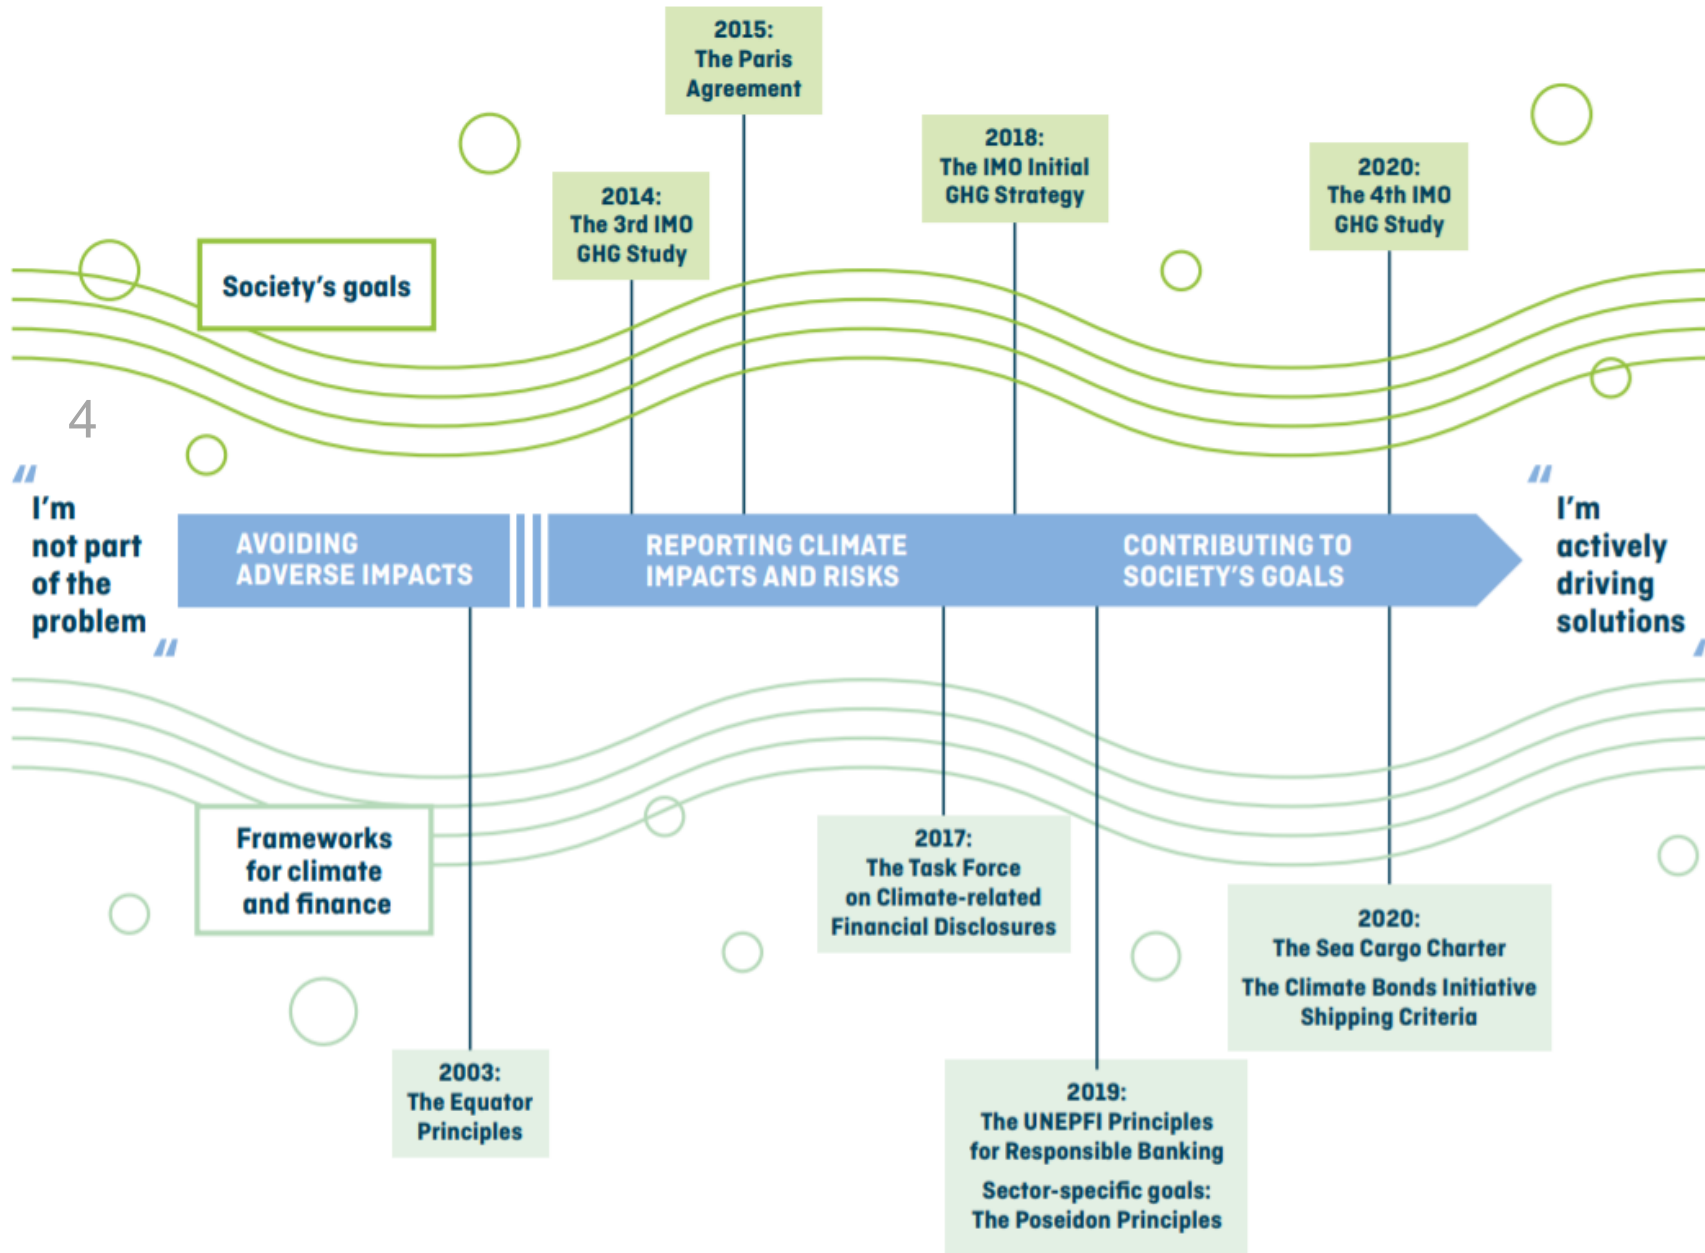 2015:
The Paris
Agreement
2018:
The IMO Initial
GHG Strategy
2020:
The 4th IMO
GHG Study
2014:
The 3rd IMO
GHG Study
Society's goals
4
"
I'm
not part
of the
problem
"
AVOIDING
ADVERSE IMPACTS
REPORTING CLIMATE
IMPACTS AND RISKS
CONTRIBUTING TO
SOCIETY'S GOALS
"
I'm
actively
driving
solutions
"
Frameworks
for climate
and finance
2017:
The Task Force
on Climate-related
Financial Disclosures
2020:
The Sea Cargo Charter
The Climate Bonds Initiative
Shipping Criteria
2003:
The Equator
Principles
2019:
The UNEPFI Principles
for Responsible Banking
Sector-specific goals:
The Poseidon Principles